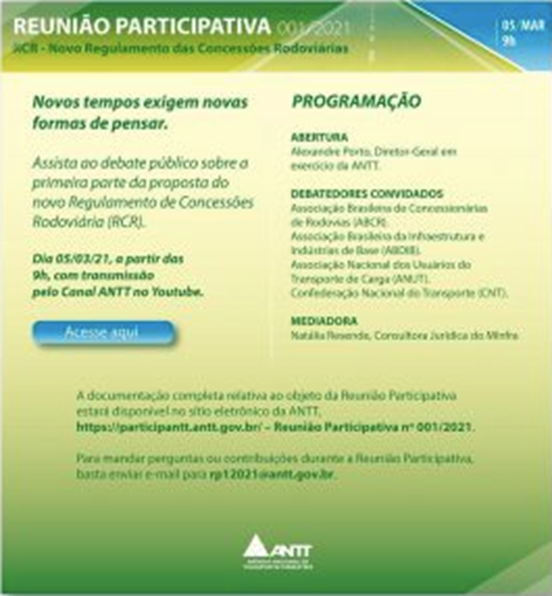 REUNIÃO PARTICIPATIVA 001/2021
RCR - Novo Regulamento das Concessões Rodoviárias
05/MAR
9h
Novos tempos exigem novas
formas de pensar.
Assista ao debate público sobre a
primeira parte da proposta do
novo Regulamento de Concessões
Rodoviária (RCR).
Dia 05/03/21, a partir das
9h, com transmissão
pelo Canal ANTT no Youtube.
Acesse aqui
PROGRAMAÇÃO
ABERTURA
Alexandre Porto, Diretor-Geral em
exercício da ANTT.
DEBATEDORES CONVIDADOS
Associação Brasileira de Concessionárias
de Rodovias (ABCR).
Associação Brasileira da Infraestrutura e
Indústrias de Base (ABDIB).
Associação Nacional dos Usuários do
Transporte de Carga (ANUT).
Confederação Nacional do Transporte (CNT).
MEDIADORA
Natália Resende, Consultora Jurídica do Minfra
A documentação completa relativa ao objeto da Reunião Participativa
estará disponível no sítio eletrônico da ANTT,
https://participantt.antt.gov.br/ – Reunião Participativa nº 001/2021.
Para mandar perguntas ou contribuições durante a Reunião Participativa,
basta enviar e-mail para rp12021@antt.gov.br.
ANTT
AGÊNCIA NACIONAL DE
TRANSPORTES TERRESTRES